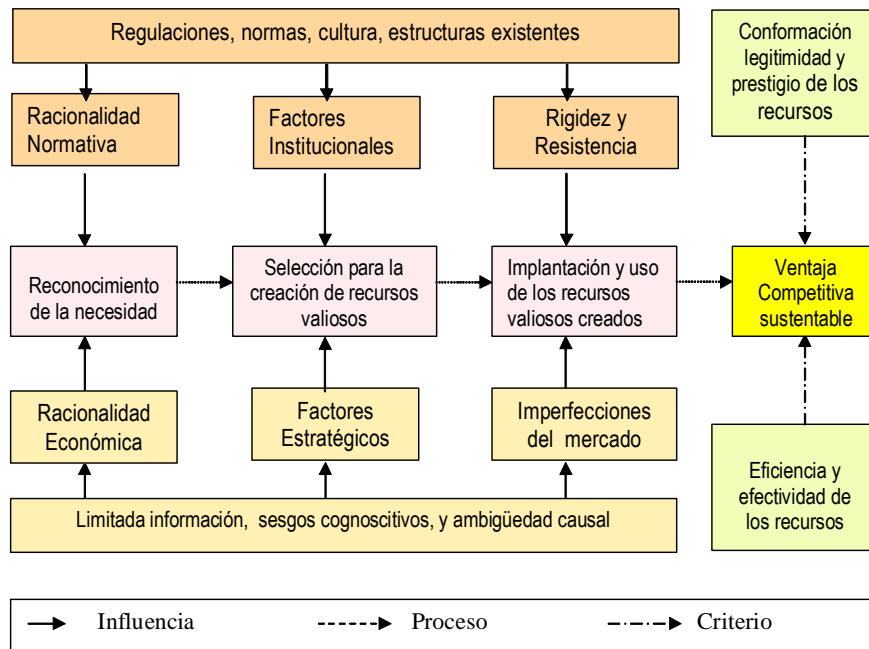 Regulaciones, normas, cultura, estructuras existentes
Conformación
legitimidad y
prestigio de los
recursos
Racionalidad
Normativa
Factores
Institucionales
Rigidez y
Resistencia
Reconocimiento
de la necesidad
Selección para la
creación de recursos
valiosos
Implantación y uso
de los recursos
valiosos creados
Ventaja
Competitiva
sustentable
Racionalidad
Económica
Factores
Estratégicos
Imperfecciones
del mercado
Eficiencia y
efectividad de
los recursos
Limitada información, sesgos cognoscitivos, y ambigüedad causal
Influencia
Proceso
Criterio